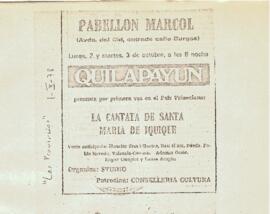 PABELLON MARCOL
(Avda. del Cid, entrada calle Burgos)
Lunes, 2 y martes, 3 de octubre, a las 8 noche
QUILAPAYUN
presenta por primera vez en el País Valenciano:
LA CANTATA DE SANTA
MARIA DE IQUIQUE
Organiza: STUDIO
Patrocina: CONSELLERIA CULTURA
"Las Provincias"
1-X-78